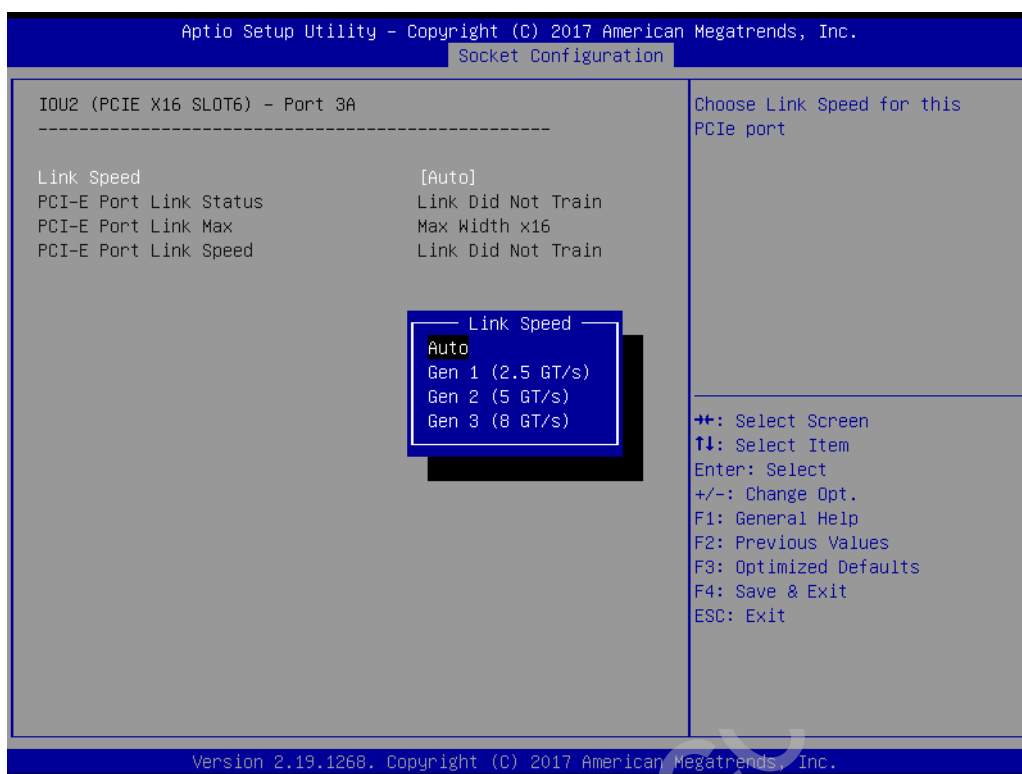 Aptio Setup Utility – Copyright (C) 2017 American Megatrends, Inc.
Socket Configuration
IOU2 (PCIE X16 SLOT6) – Port 3A
--------------------------------------------------
Link Speed [Auto]
PCI-E Port Link Status Link Did Not Train
PCI-E Port Link Max Max Width x16
PCI-E Port Link Speed Link Did Not Train
Link Speed
Auto
Gen 1 (2.5 GT/s)
Gen 2 (5 GT/s)
Gen 3 (8 GT/s)
Choose Link Speed for this
PCIe port
→←: Select Screen
↑↓: Select Item
Enter: Select
+/-: Change Opt.
F1: General Help
F2: Previous Values
F3: Optimized Defaults
F4: Save & Exit
ESC: Exit
Version 2.19.1268. Copyright (C) 2017 American Megatrends, Inc.